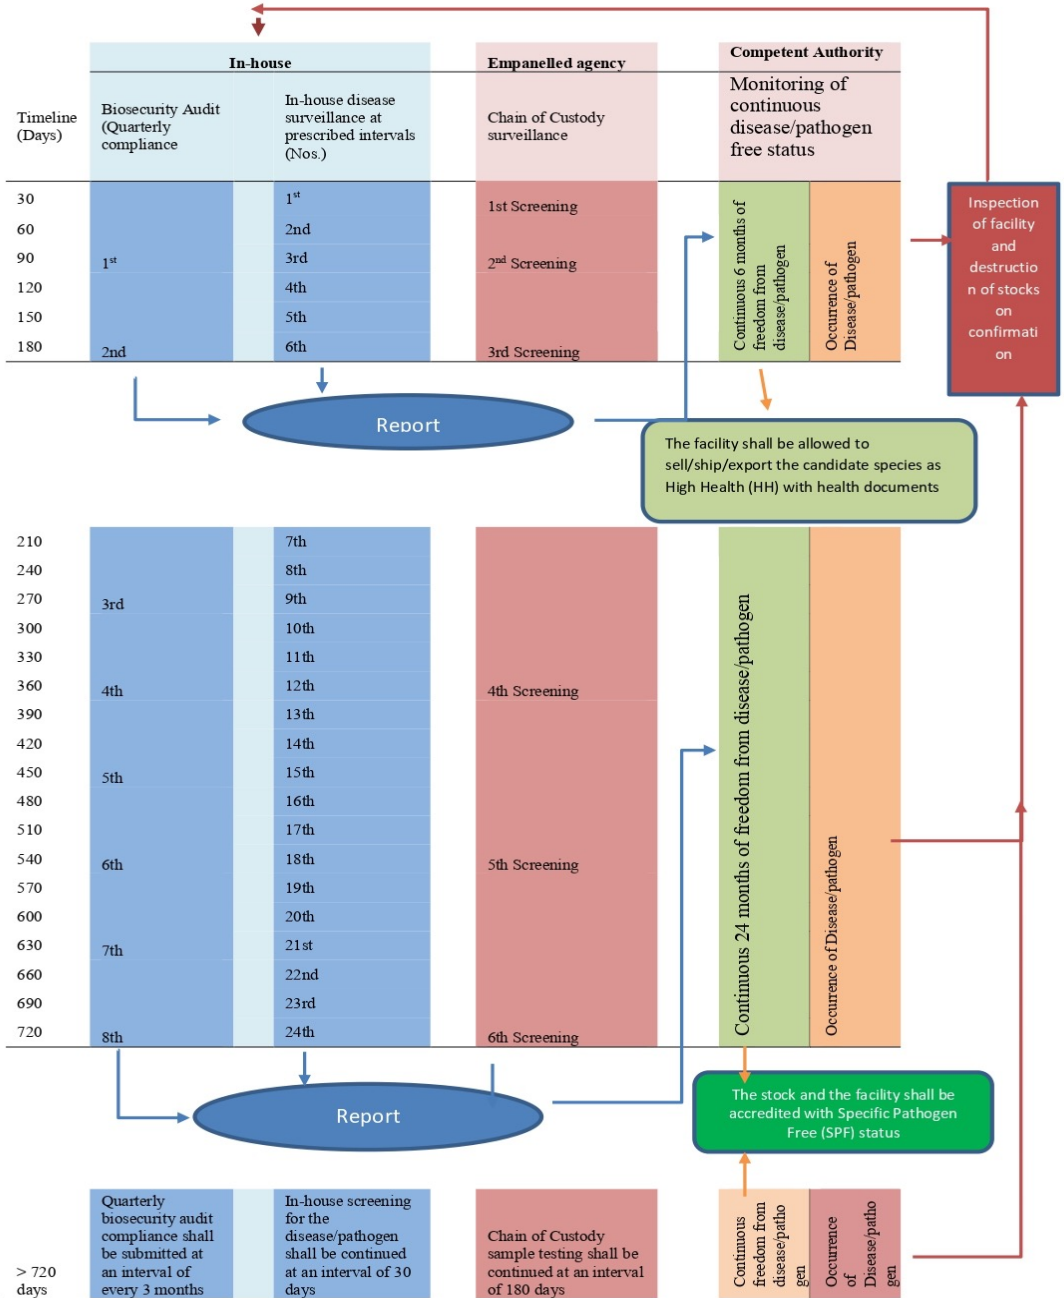 In-house
Empanelled agency
Competent Authority
Timeline
(Days)
Biosecurity Audit
(Quarterly
compliance
In-house disease
surveillance at
prescribed intervals
(Nos.)
Chain of Custody
surveillance
Monitoring of
continuous
disease/pathogen
free status
30
1st
1st Screening
60
2nd
90
1st
3rd
2nd Screening
120
4th
150
5th
180
2nd
6th
3rd Screening
Continuous 6 months of
freedom from
disease/pathogen
Occurrence of
Disease/pathogen
Inspection
of facility
and
destructio
n of stocks
on
confirmati
on
Report
The facility shall be allowed to
sell/ship/export the candidate species as
High Health (HH) with health documents
210
7th
240
8th
270
3rd
9th
300
10th
330
11th
360
4th
12th
4th Screening
390
13th
420
14th
450
5th
15th
480
16th
510
17th
540
6th
18th
5th Screening
570
19th
600
20th
630
7th
21st
660
22nd
690
23rd
720
8th
24th
6th Screening
Continuous 24 months of freedom from disease/pathogen
Occurrence of Disease/pathogen
Report
The stock and the facility shall be
accredited with Specific Pathogen
Free (SPF) status
> 720
days
Quarterly
biosecurity audit
compliance shall
be submitted at
an interval of
every 3 months
In-house screening
for the
disease/pathogen
shall be continued
at an interval of 30
days
Chain of Custody
sample testing shall be
continued at an interval
of 180 days
Continuous
freedom from
disease/patho
gen
Occurrence
of
Disease/patho
gen